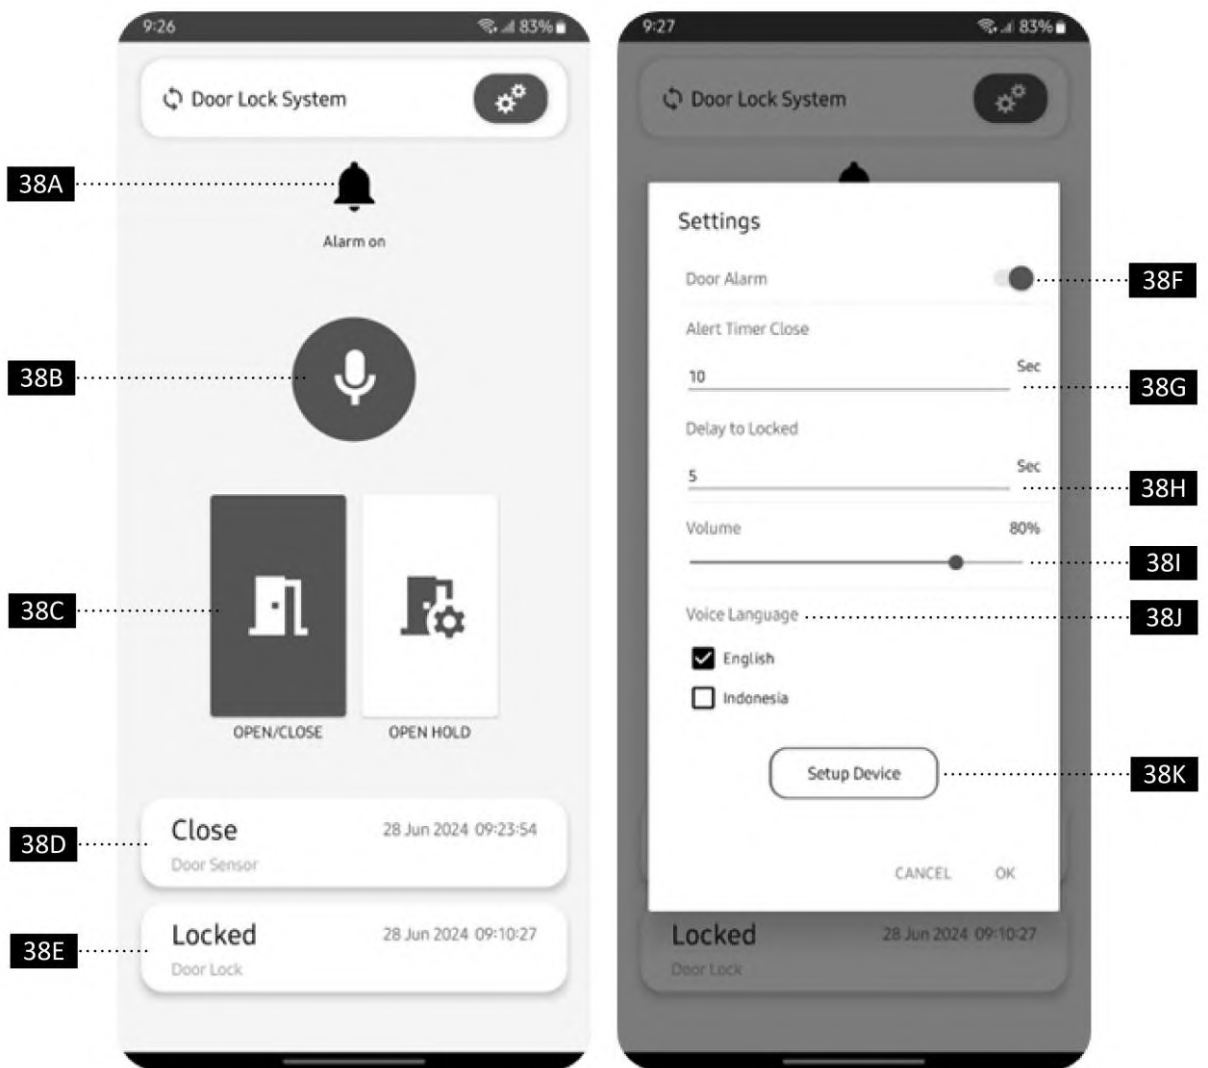 9:26
83%
Door Lock System
38A
Alarm on
38B
38C
OPEN/CLOSE
OPEN HOLD
38D
Close
28 Jun 2024 09:23:54
Door Sensor
38E
Locked
28 Jun 2024 09:10:27
Door Lock
9:27
83%
Door Lock System
Settings
Door Alarm
38F
Alert Timer Close
10
Sec
38G
Delay to Locked
5
Sec
38H
Volume
80%
38I
Voice Language
38J
English
Indonesia
Setup Device
38K
CANCEL
OK
Locked
28 Jun 2024 09:10:27
Door Lock